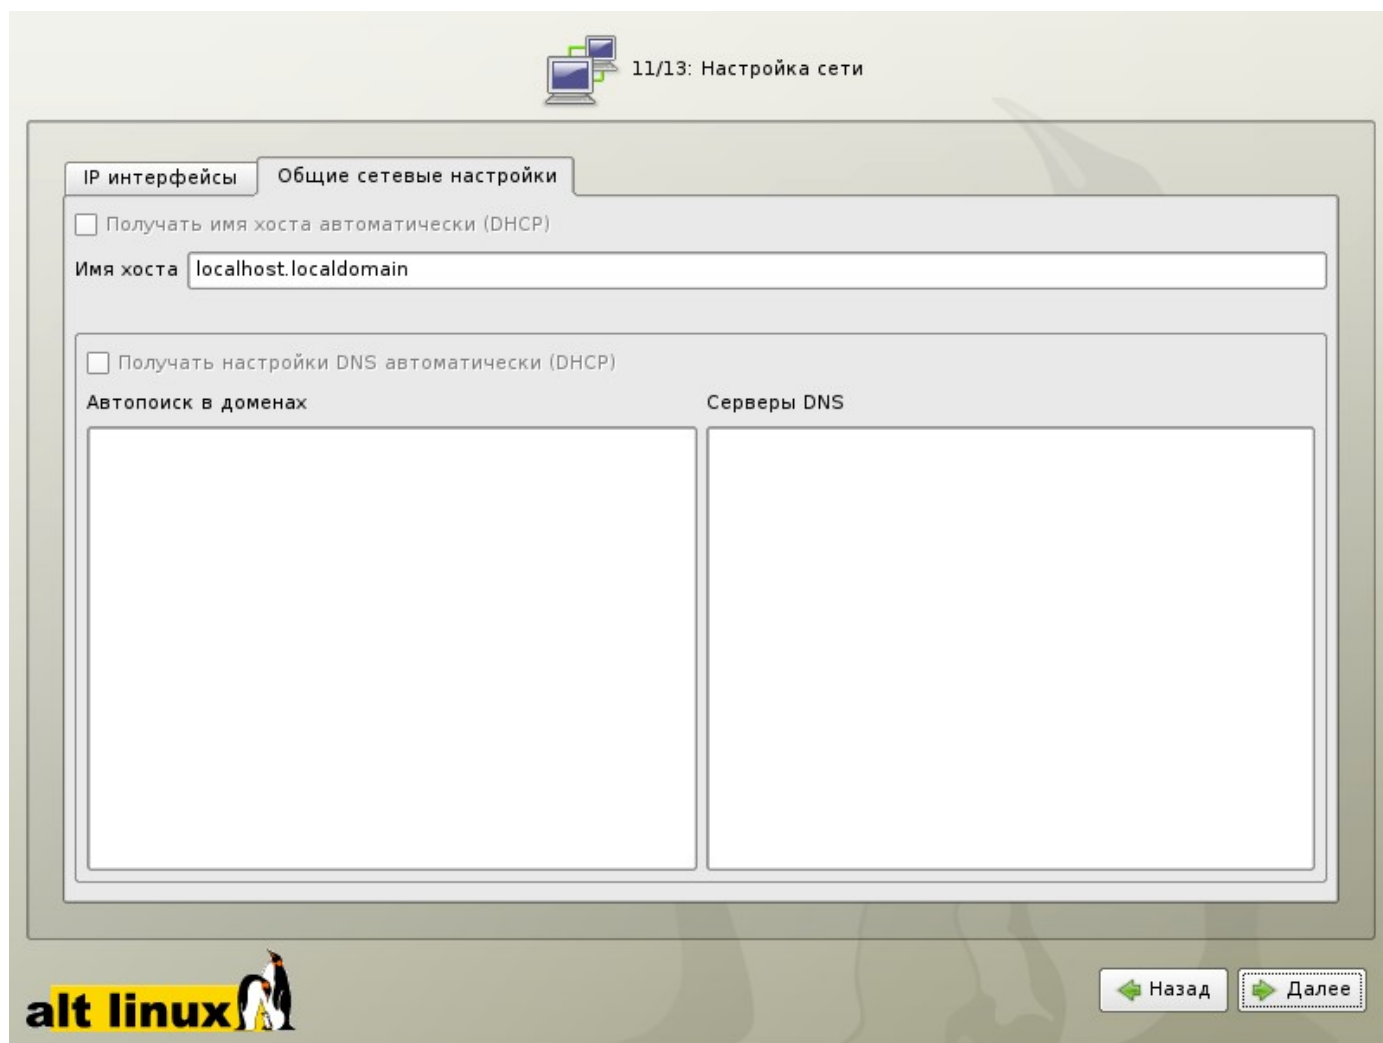 11/13: Настройка сети
IP интерфейсы Общие сетевые настройки
Получать имя хоста автоматически (DHCP)
Имя хоста localhost.localdomain
Получать настройки DNS автоматически (DHCP)
Автопоиск в доменах Серверы DNS
Назад Далее
alt linux